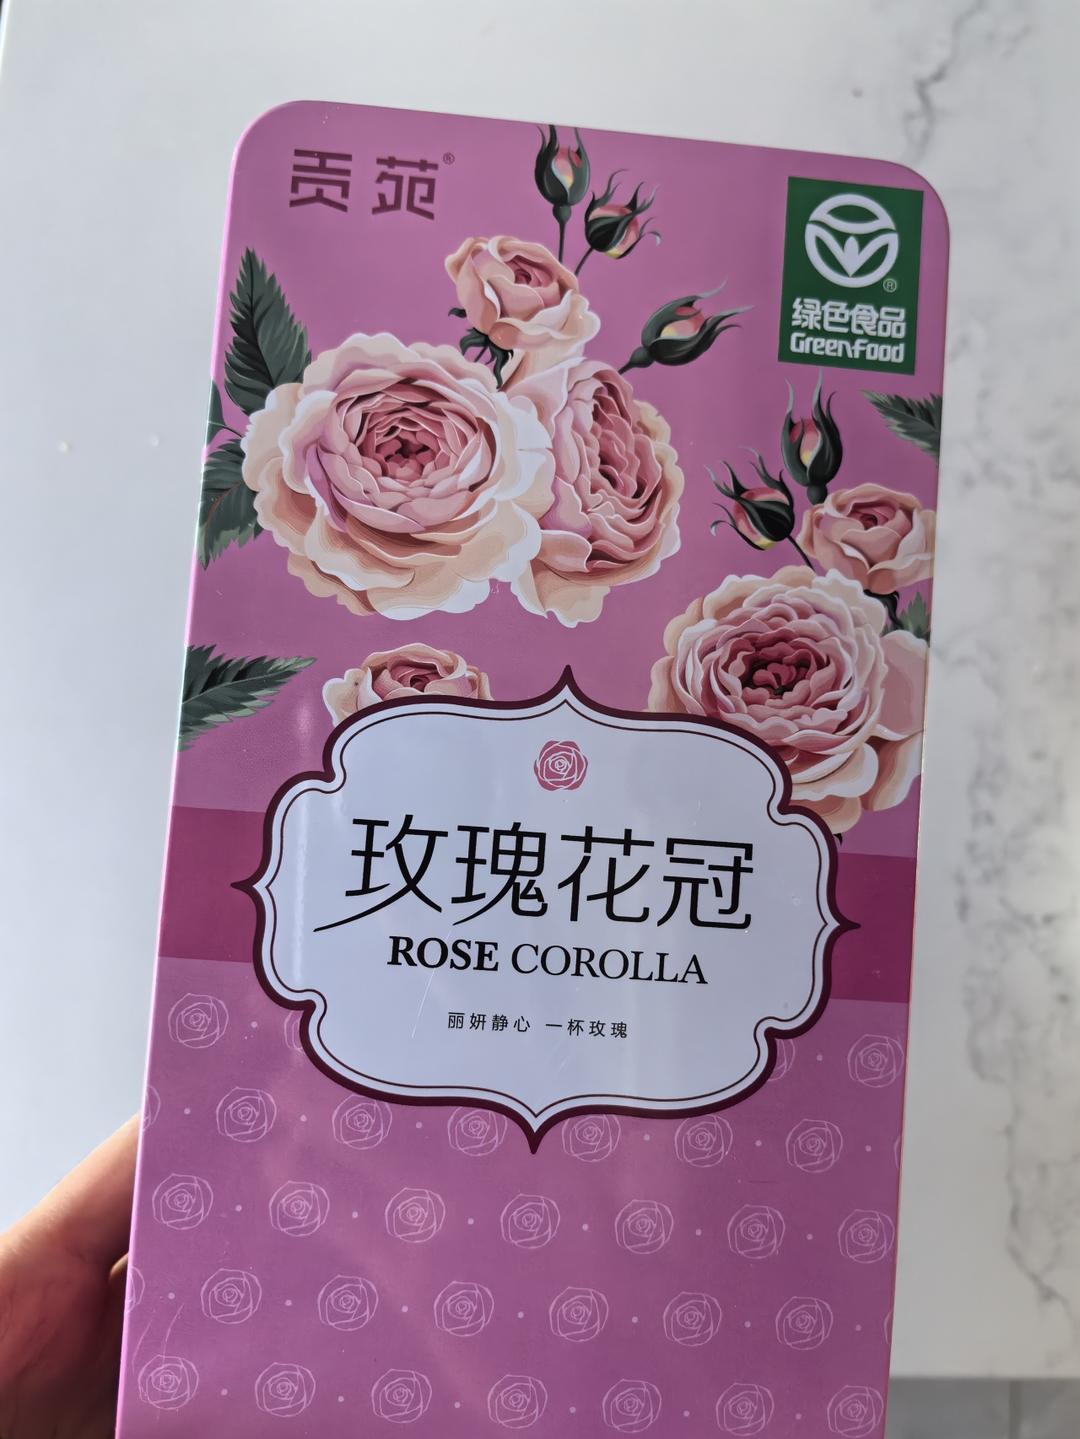 贡苑®
®
绿色食品
GreenFood
玫瑰花冠
ROSE COROLLA
丽妍静心 一杯玫瑰